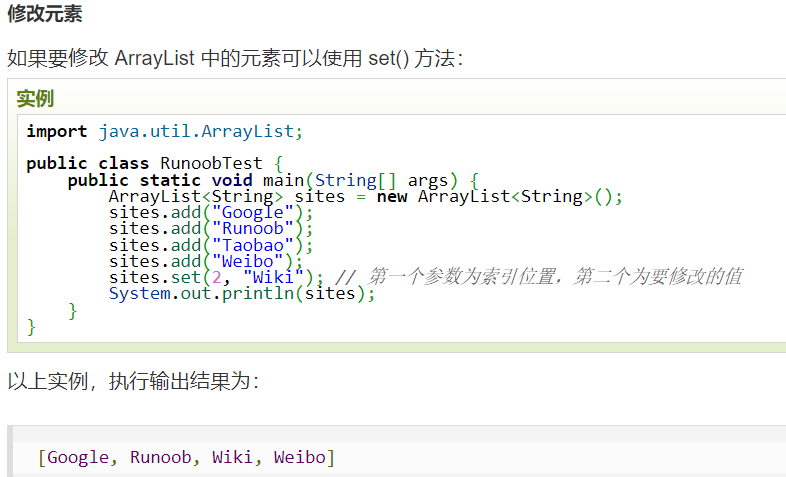 修改元素
如果要修改 ArrayList 中的元素可以使用 set() 方法：
实例
import java.util.ArrayList;
public class RunoobTest {
    public static void main(String[] args) {
        ArrayList<String> sites = new ArrayList<String>();
        sites.add("Google");
        sites.add("Runoob");
        sites.add("Taobao");
        sites.add("Weibo");
        sites.set(2, "Wiki"); // 第一个参数为索引位置，第二个为要修改的值
        System.out.println(sites);
    }
}
以上实例，执行输出结果为：
[Google, Runoob, Wiki, Weibo]